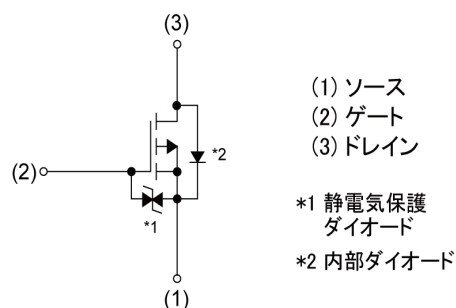 (3)
(2)
*2
*1
(1)
(1) ソース
(2) ゲート
(3) ドレイン
*1 静電気保護
ダイオード
*2 内部ダイオード